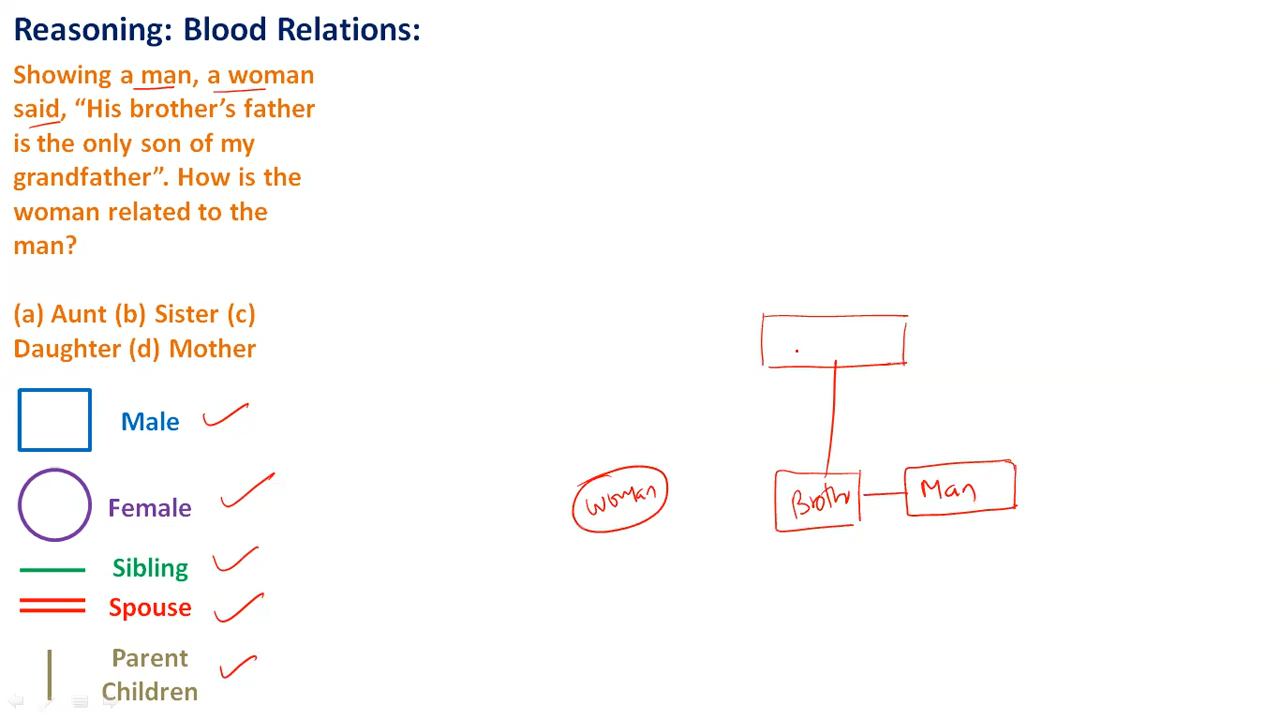 Reasoning: Blood Relations:
Showing a man, a woman
said, “His brother’s father
is the only son of my
grandfather”. How is the
woman related to the
man?
(a) Aunt (b) Sister (c)
Daughter (d) Mother
Male
Female
Sibling
Spouse
Parent
Children
woman
Brothr
Man